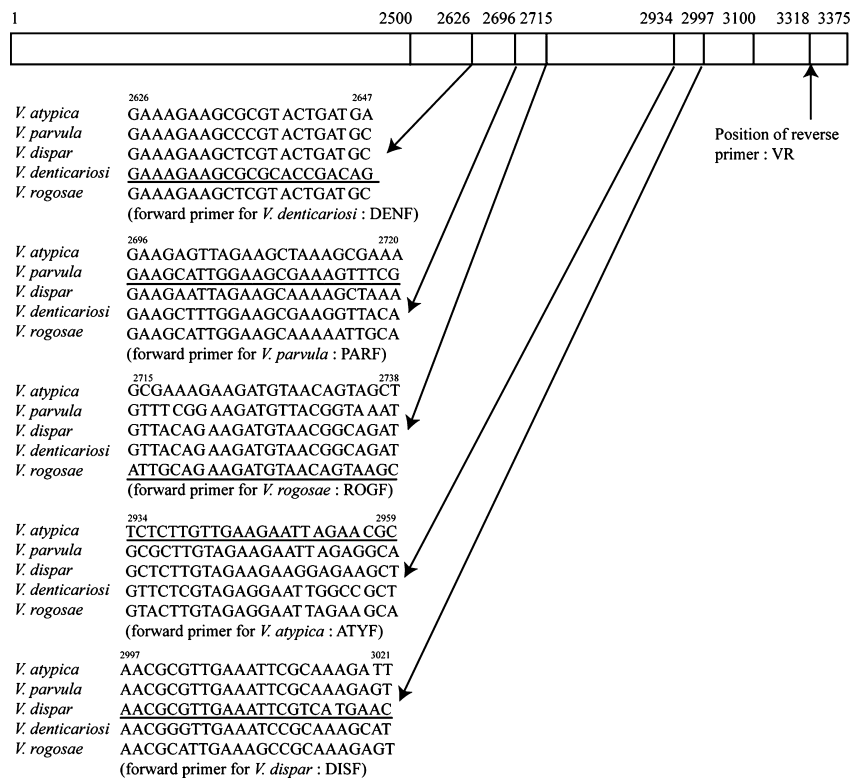 1 2500 2626 2696 2715 2934 2997 3100 3318 3375
Position of reverse
primer : VR
2626 2647
V. atypica GAAAGAAGCGCGTACTGATGA
V. parvula GAAAGAAGCCCGTACTGATGC
V. dispar GAAAGAAGCTCGTACTGATGC
V. denticariosi GAAAGAAGCGCGCACCGACAG
V. rogosae GAAAGAAGCTCGTACTGATGC
(forward primer for V. denticariosi : DENF)
2696 2720
V. atypica GAAGAGTTAGAAGCTAAAGCGAAA
V. parvula GAAGCATTGGAAGCGAAAGTTTCG
V. dispar GAAGAATTAGAAGCAAAAGCTAAA
V. denticariosi GAAGCTTTGGAAGCGAAGGTTACA
V. rogosae GAAGCATTGGAAGCAAAAATTGCA
(forward primer for V. parvula : PARF)
2715 2738
V. atypica GCGAAAGAAGATGTAACAGTAGCT
V. parvula GTTTCGGAAGATGTTACGGTAAAT
V. dispar GTTACAGAAGATGTAACGGCAGAT
V. denticariosi GTTACAGAAGATGTAACGGCAGAT
V. rogosae ATTGCAGAAGATGTAACAGTAAGC
(forward primer for V. rogosae : ROGF)
2934 2959
V. atypica TCTCTTGTTGAAGAATTAGAACGC
V. parvula GCGCTTGTAGAAGAATTAGAGGCA
V. dispar GCTCTTGTAGAAGAAGGAGAAGCT
V. denticariosi GTTCTCGTAGAGGAATTGGCCGCT
V. rogosae GTACTTGTAGAGGAATTAGAAGCA
(forward primer for V. atypica : ATYF)
2997 3021
V. atypica AACGCGTTGAAATTCGCAAAGATT
V. parvula AACGCGTTGAAATTCGCAAAGAGT
V. dispar AACGCGTTGAAATTCGTCATGAAC
V. denticariosi AACGGGTTGAAATCCGCAAAGCAT
V. rogosae AACGCATTGAAAGCCGCAAAGAGT
(forward primer for V. dispar : DISF)